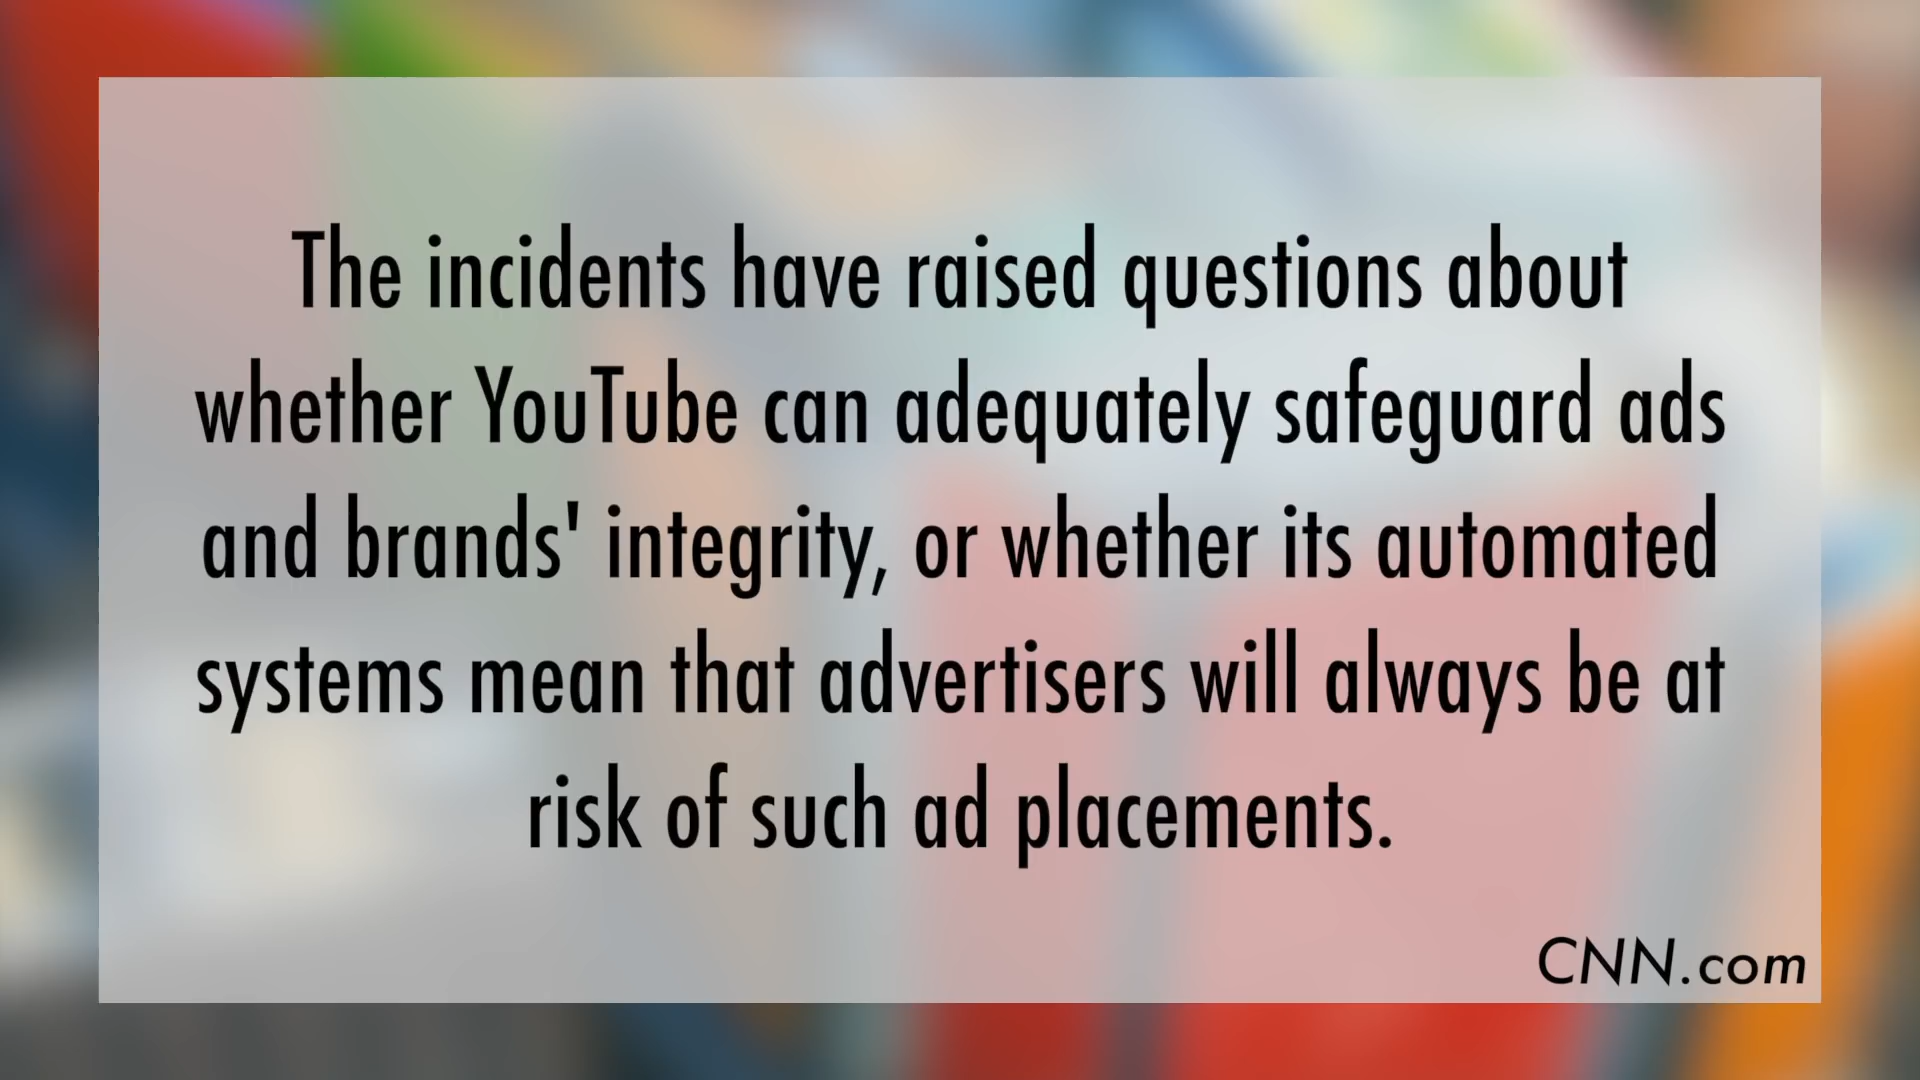 The incidents have raised questions about
whether YouTube can adequately safeguard ads
and brands' integrity, or whether its automated
systems mean that advertisers will always be at
risk of such ad placements.
CNN.com